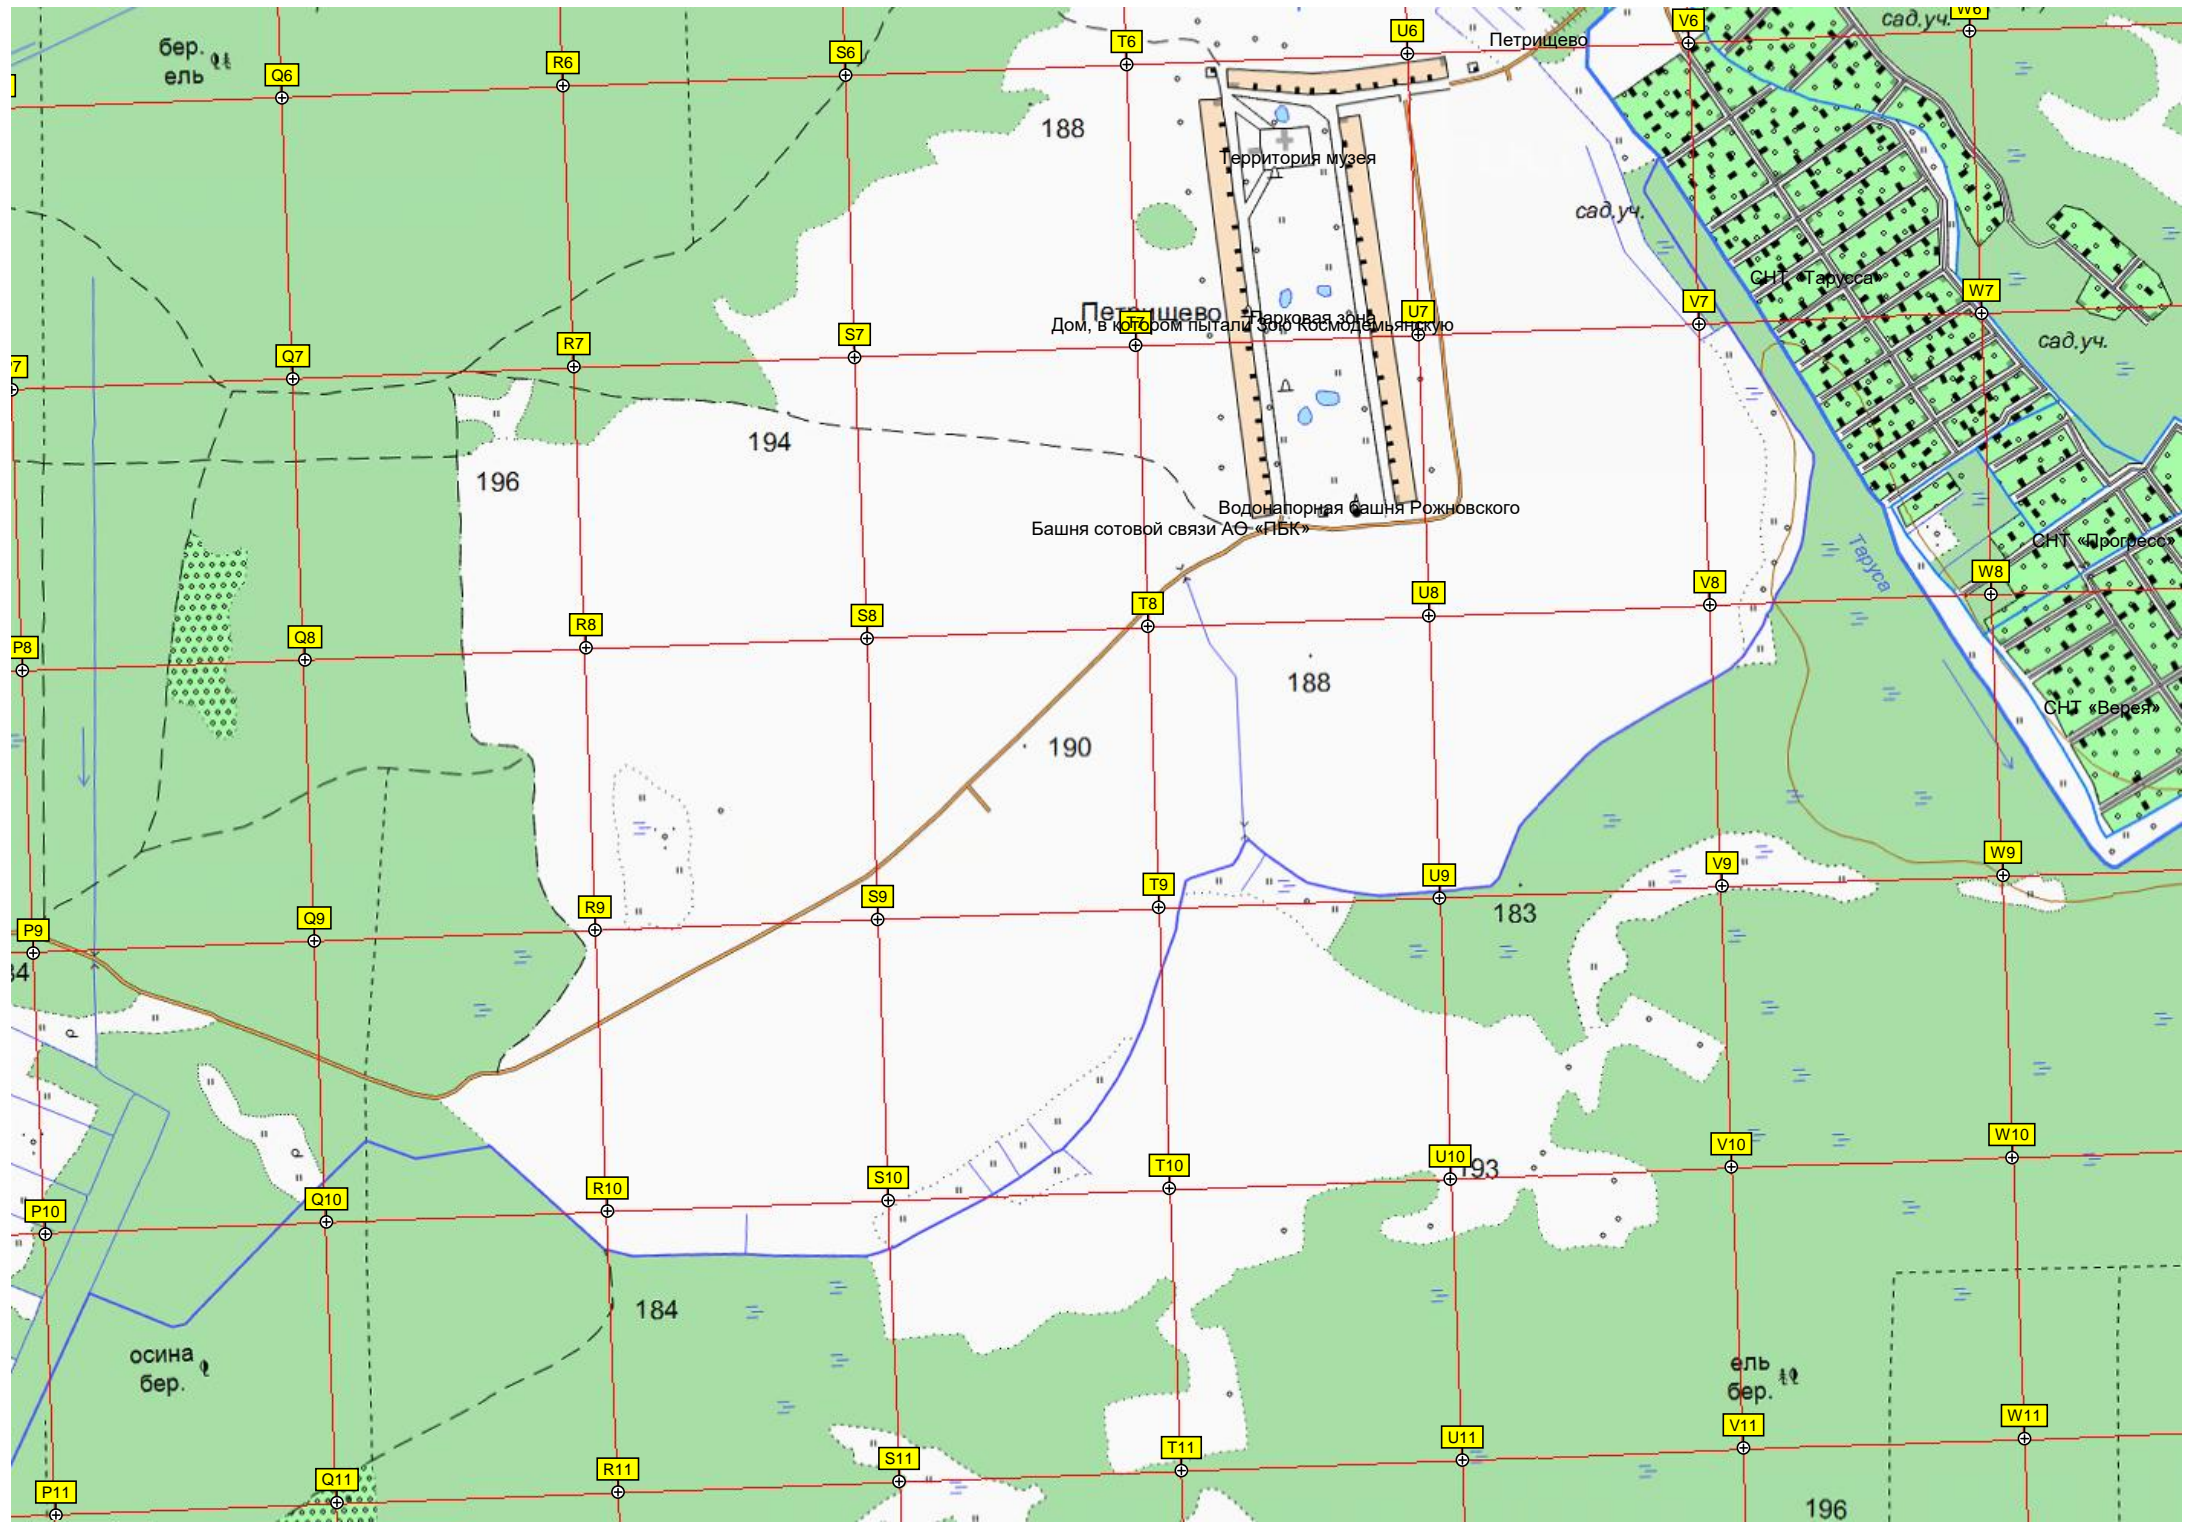 W6
сад.уч.
V6
U6
Петрищево
T6
S6
бер.
ель
R6
Q6
188
Территория музея
сад.уч.
СНТ «Тарусса»
W7
V7
U7
Петрищево
Парковая зона
T7
Дом, в котором пытали Зою Космодемьянскую
S7
R7
Q7
сад.уч.
194
196
Водонапорная башня Рожновского
Башня сотовой связи АО «ПБК»
СНТ «Прогресс»
Таруса
W8
V8
U8
T8
S8
R8
Q8
P8
188
СНТ «Верея»
190
W9
V9
U9
T9
S9
R9
Q9
P9
183
W10
V10
U10
193
T10
S10
R10
Q10
P10
184
осина
бер.
ель
бер.
W11
V11
U11
T11
S11
R11
Q11
P11
196